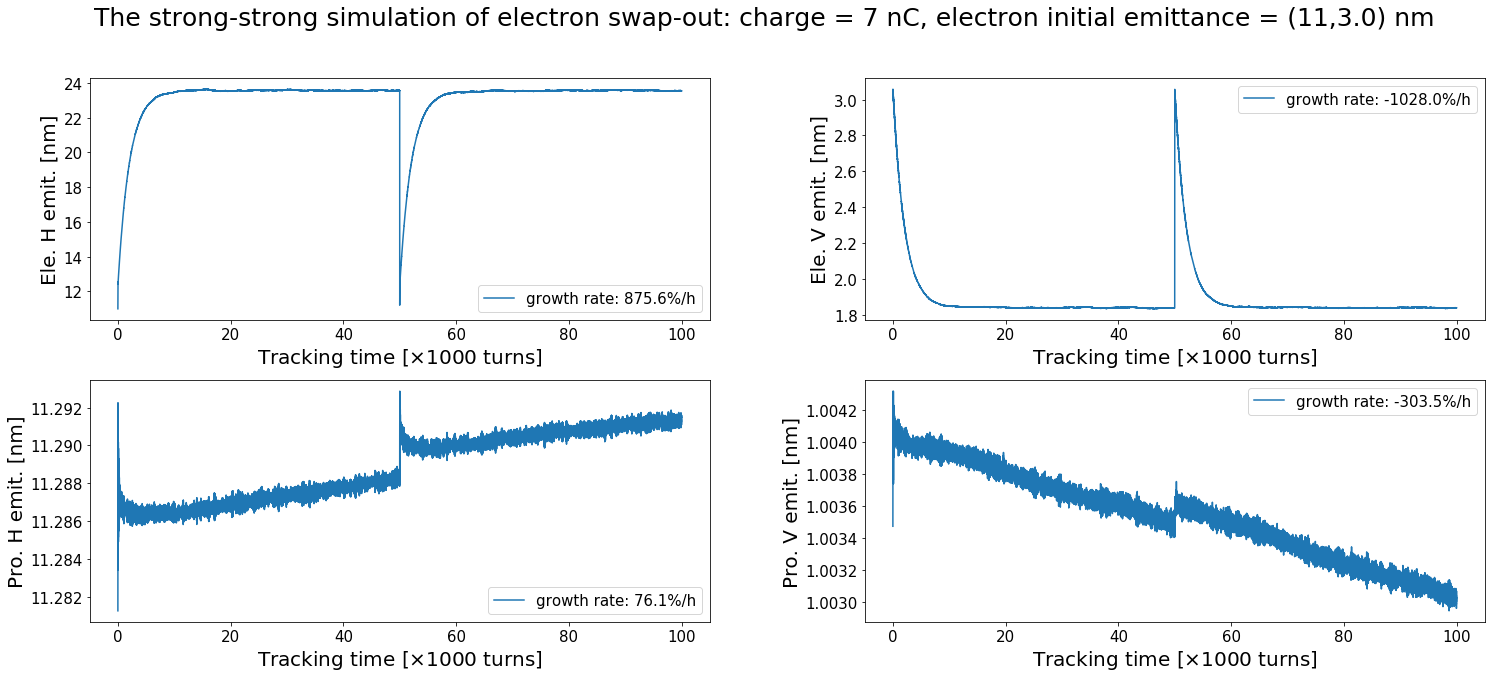 The strong-strong simulation of electron swap-out: charge = 7 nC, electron initial emittance = (11,3.0) nm
Ele. H emit. [nm]
24
22
20
18
16
14
12
growth rate: 875.6%/h
0 20 40 60 80 100
Tracking time [×1000 turns]
Ele. V emit. [nm]
3.0
2.8
2.6
2.4
2.2
2.0
1.8
growth rate: -1028.0%/h
0 20 40 60 80 100
Tracking time [×1000 turns]
Pro. H emit. [nm]
11.292
11.290
11.288
11.286
11.284
11.282
growth rate: 76.1%/h
0 20 40 60 80 100
Tracking time [×1000 turns]
Pro. V emit. [nm]
1.0042
1.0040
1.0038
1.0036
1.0034
1.0032
1.0030
growth rate: -303.5%/h
0 20 40 60 80 100
Tracking time [×1000 turns]